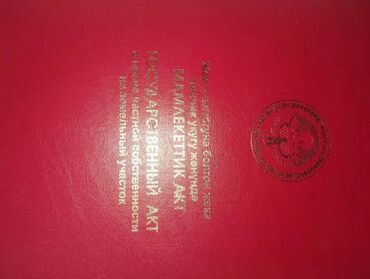 Жер участогуна болгон жеке
менчик укугу жөнүндө
МАМЛЕКЕТТИК АКТ
ГОСУДАРСТВЕННЫЙ АКТ
о праве частной собственности
на земельный участок